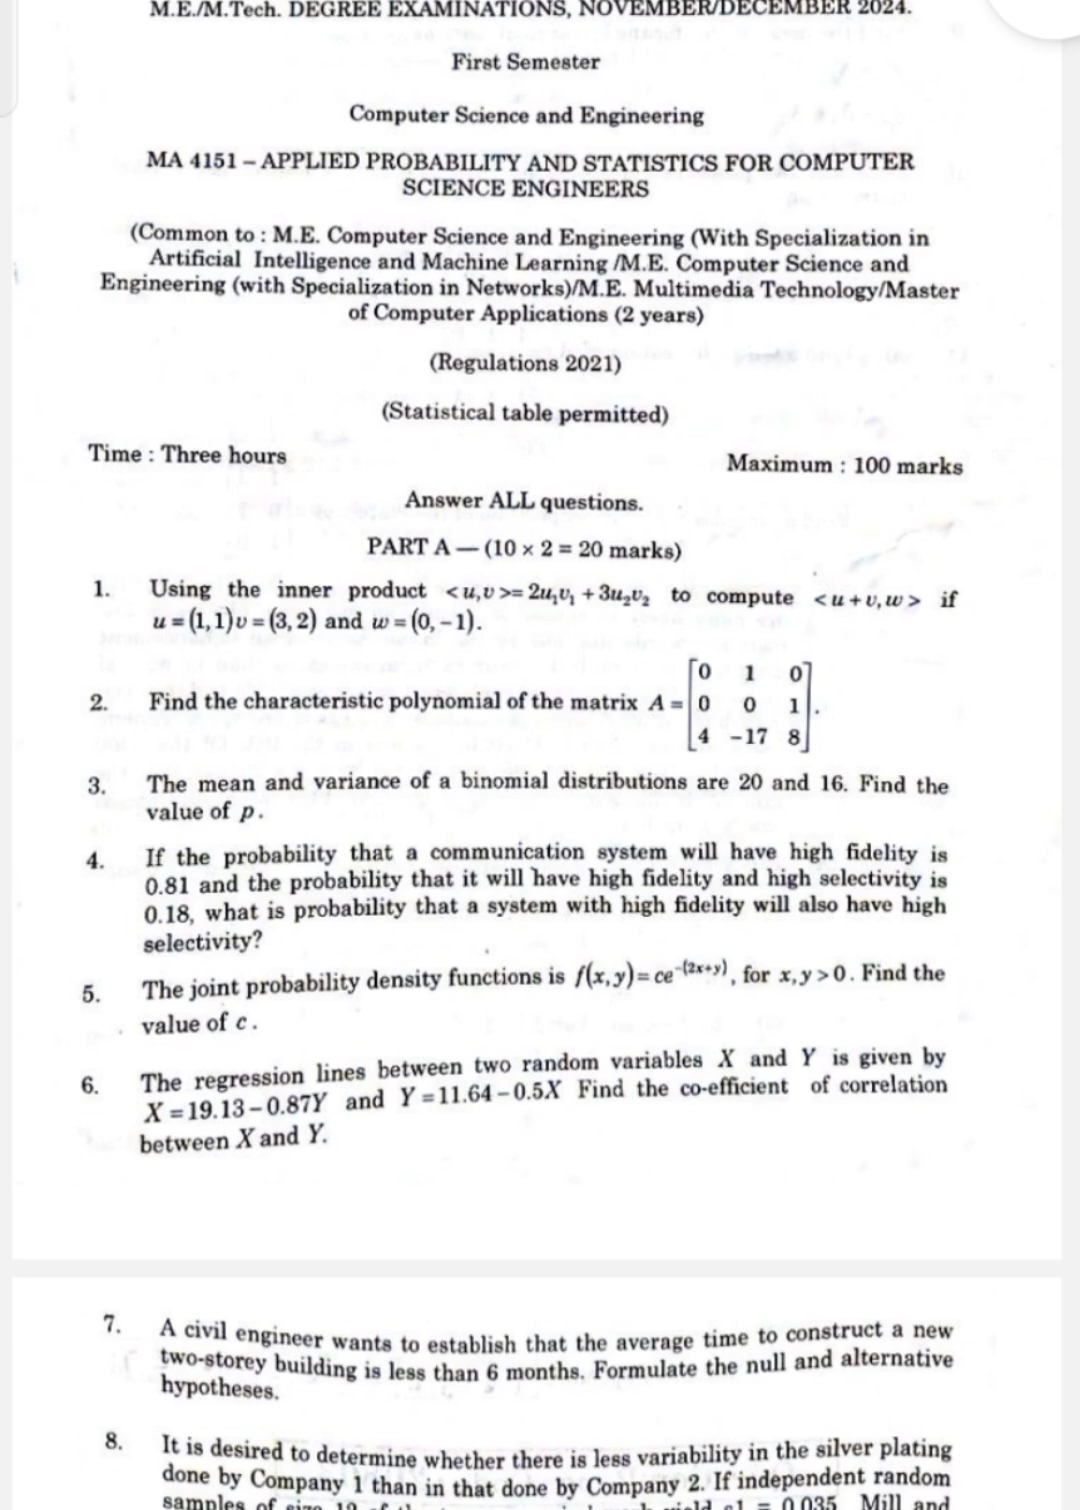 M.E./M.Tech. DEGREE EXAMINATIONS, NOVEMBER/DECEMBER 2024.
First Semester
Computer Science and Engineering
MA 4151 – APPLIED PROBABILITY AND STATISTICS FOR COMPUTER
SCIENCE ENGINEERS
(Common to : M.E. Computer Science and Engineering (With Specialization in
Artificial Intelligence and Machine Learning /M.E. Computer Science and
Engineering (with Specialization in Networks)/M.E. Multimedia Technology/Master
of Computer Applications (2 years)
(Regulations 2021)
(Statistical table permitted)
Time : Three hours Maximum : 100 marks
Answer ALL questions.
PART A — (10 × 2 = 20 marks)
1. Using the inner product <u,v>= 2u₁v₁ + 3u₂v₂ to compute <u+v,w> if
u = (1,1)v = (3,2) and w = (0,–1).
2. Find the characteristic polynomial of the matrix A = [0 1 0
0 0 1
4 –17 8].
3. The mean and variance of a binomial distributions are 20 and 16. Find the
value of p.
4. If the probability that a communication system will have high fidelity is
0.81 and the probability that it will have high fidelity and high selectivity is
0.18, what is probability that a system with high fidelity will also have high
selectivity?
5. The joint probability density functions is f(x,y)= ce^-(2x+y), for x,y>0. Find the
value of c.
6. The regression lines between two random variables X and Y is given by
X = 19.13 – 0.87Y and Y = 11.64 – 0.5X Find the co-efficient of correlation
between X and Y.
7. A civil engineer wants to establish that the average time to construct a new
two-storey building is less than 6 months. Formulate the null and alternative
hypotheses.
8. It is desired to determine whether there is less variability in the silver plating
done by Company 1 than in that done by Company 2. If independent random
samples of size = 0.035 Mill and